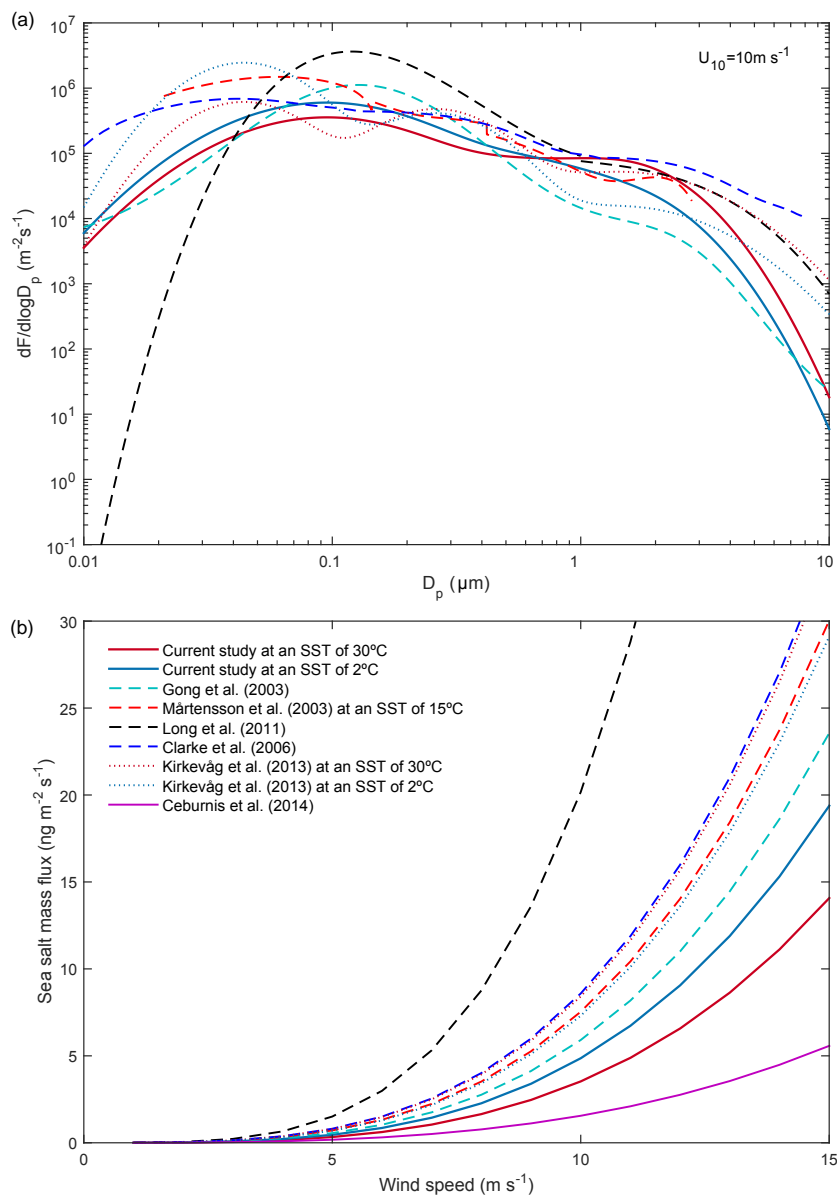 (a)
U10=10m s-1
10^7
10^6
10^5
10^4
10^3
10^2
10^1
10^0
10^-1
dF/dlogDp (m-2s-1)
0.01
0.1
1
10
Dp (µm)
(b)
30
25
20
15
10
5
0
Sea salt mass flux (ng m-2 s-1)
Current study at an SST of 30ºC
Current study at an SST of 2ºC
Gong et al. (2003)
Mårtensson et al. (2003) at an SST of 15ºC
Long et al. (2011)
Clarke et al. (2006)
Kirkevåg et al. (2013) at an SST of 30ºC
Kirkevåg et al. (2013) at an SST of 2ºC
Ceburnis et al. (2014)
0
5
10
15
Wind speed (m s-1)